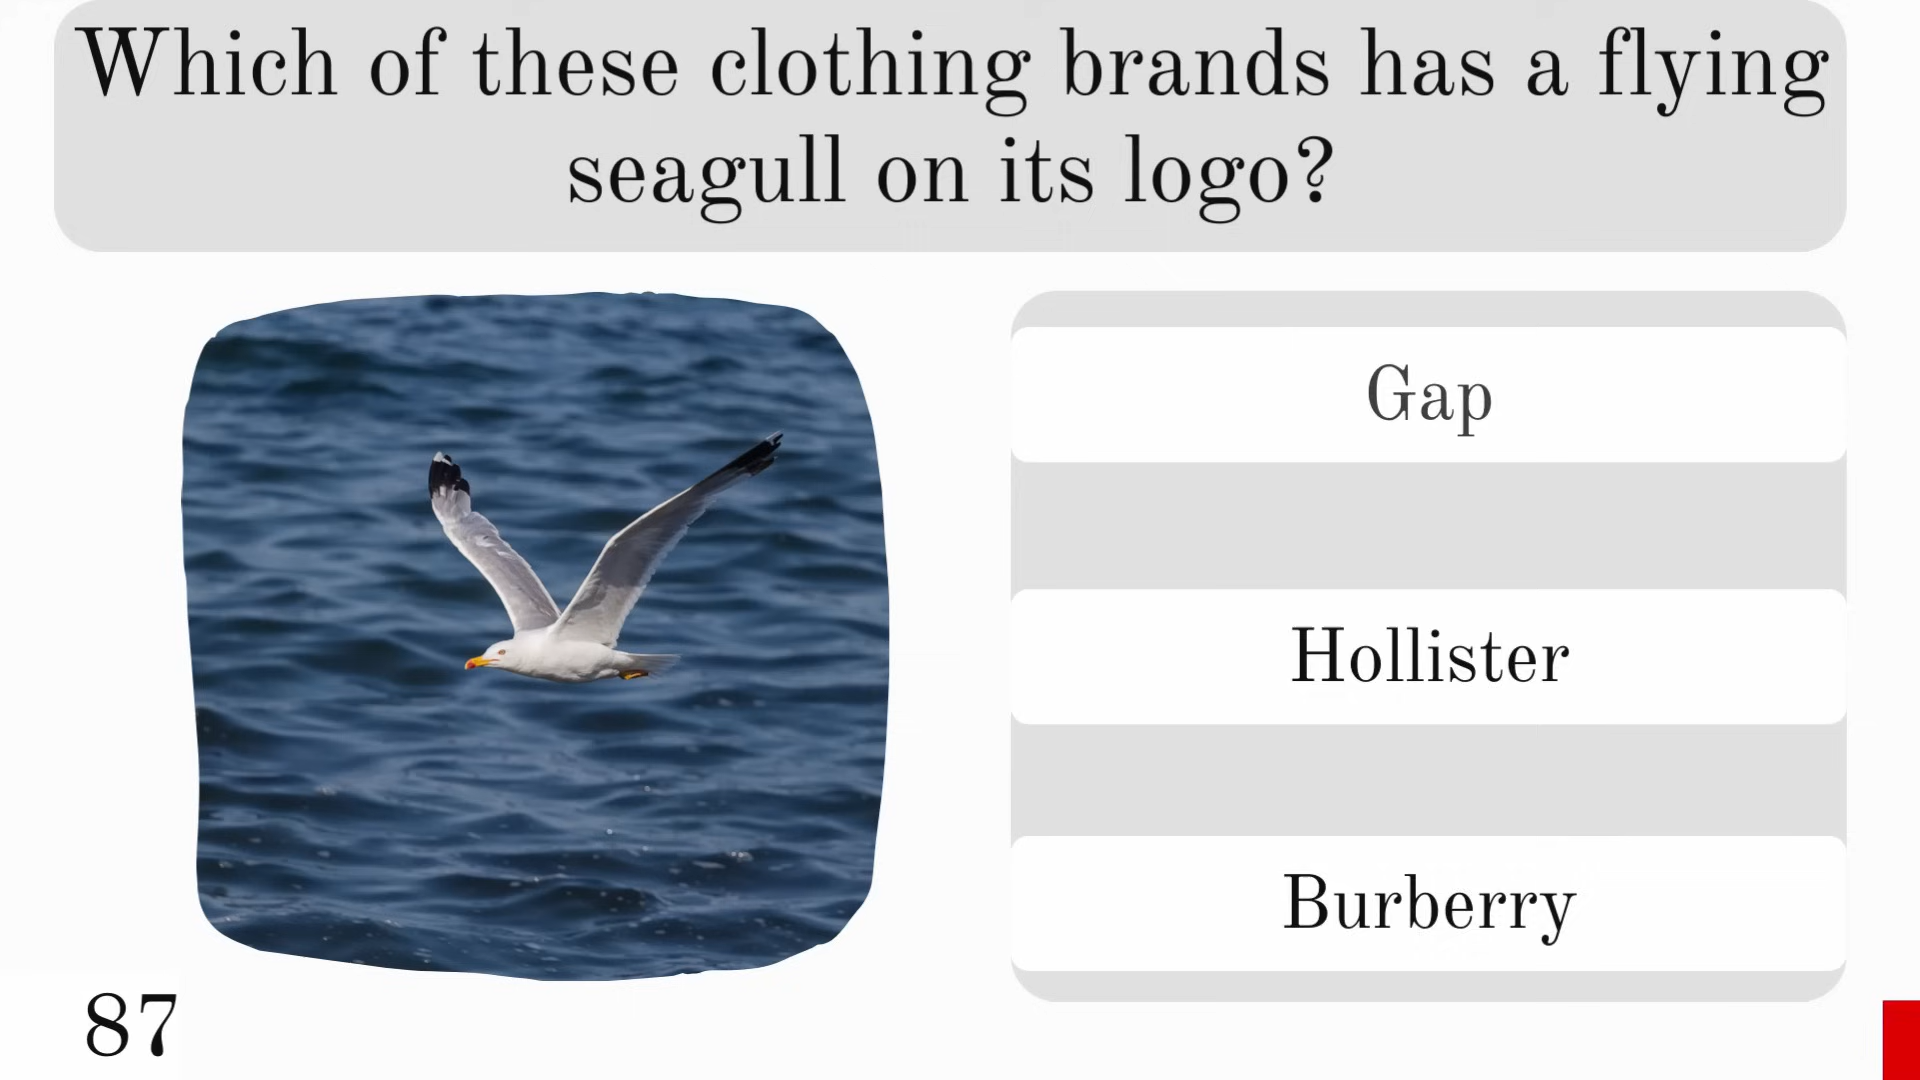 Which of these clothing brands has a flying
seagull on its logo?
Gap
Hollister
Burberry
87